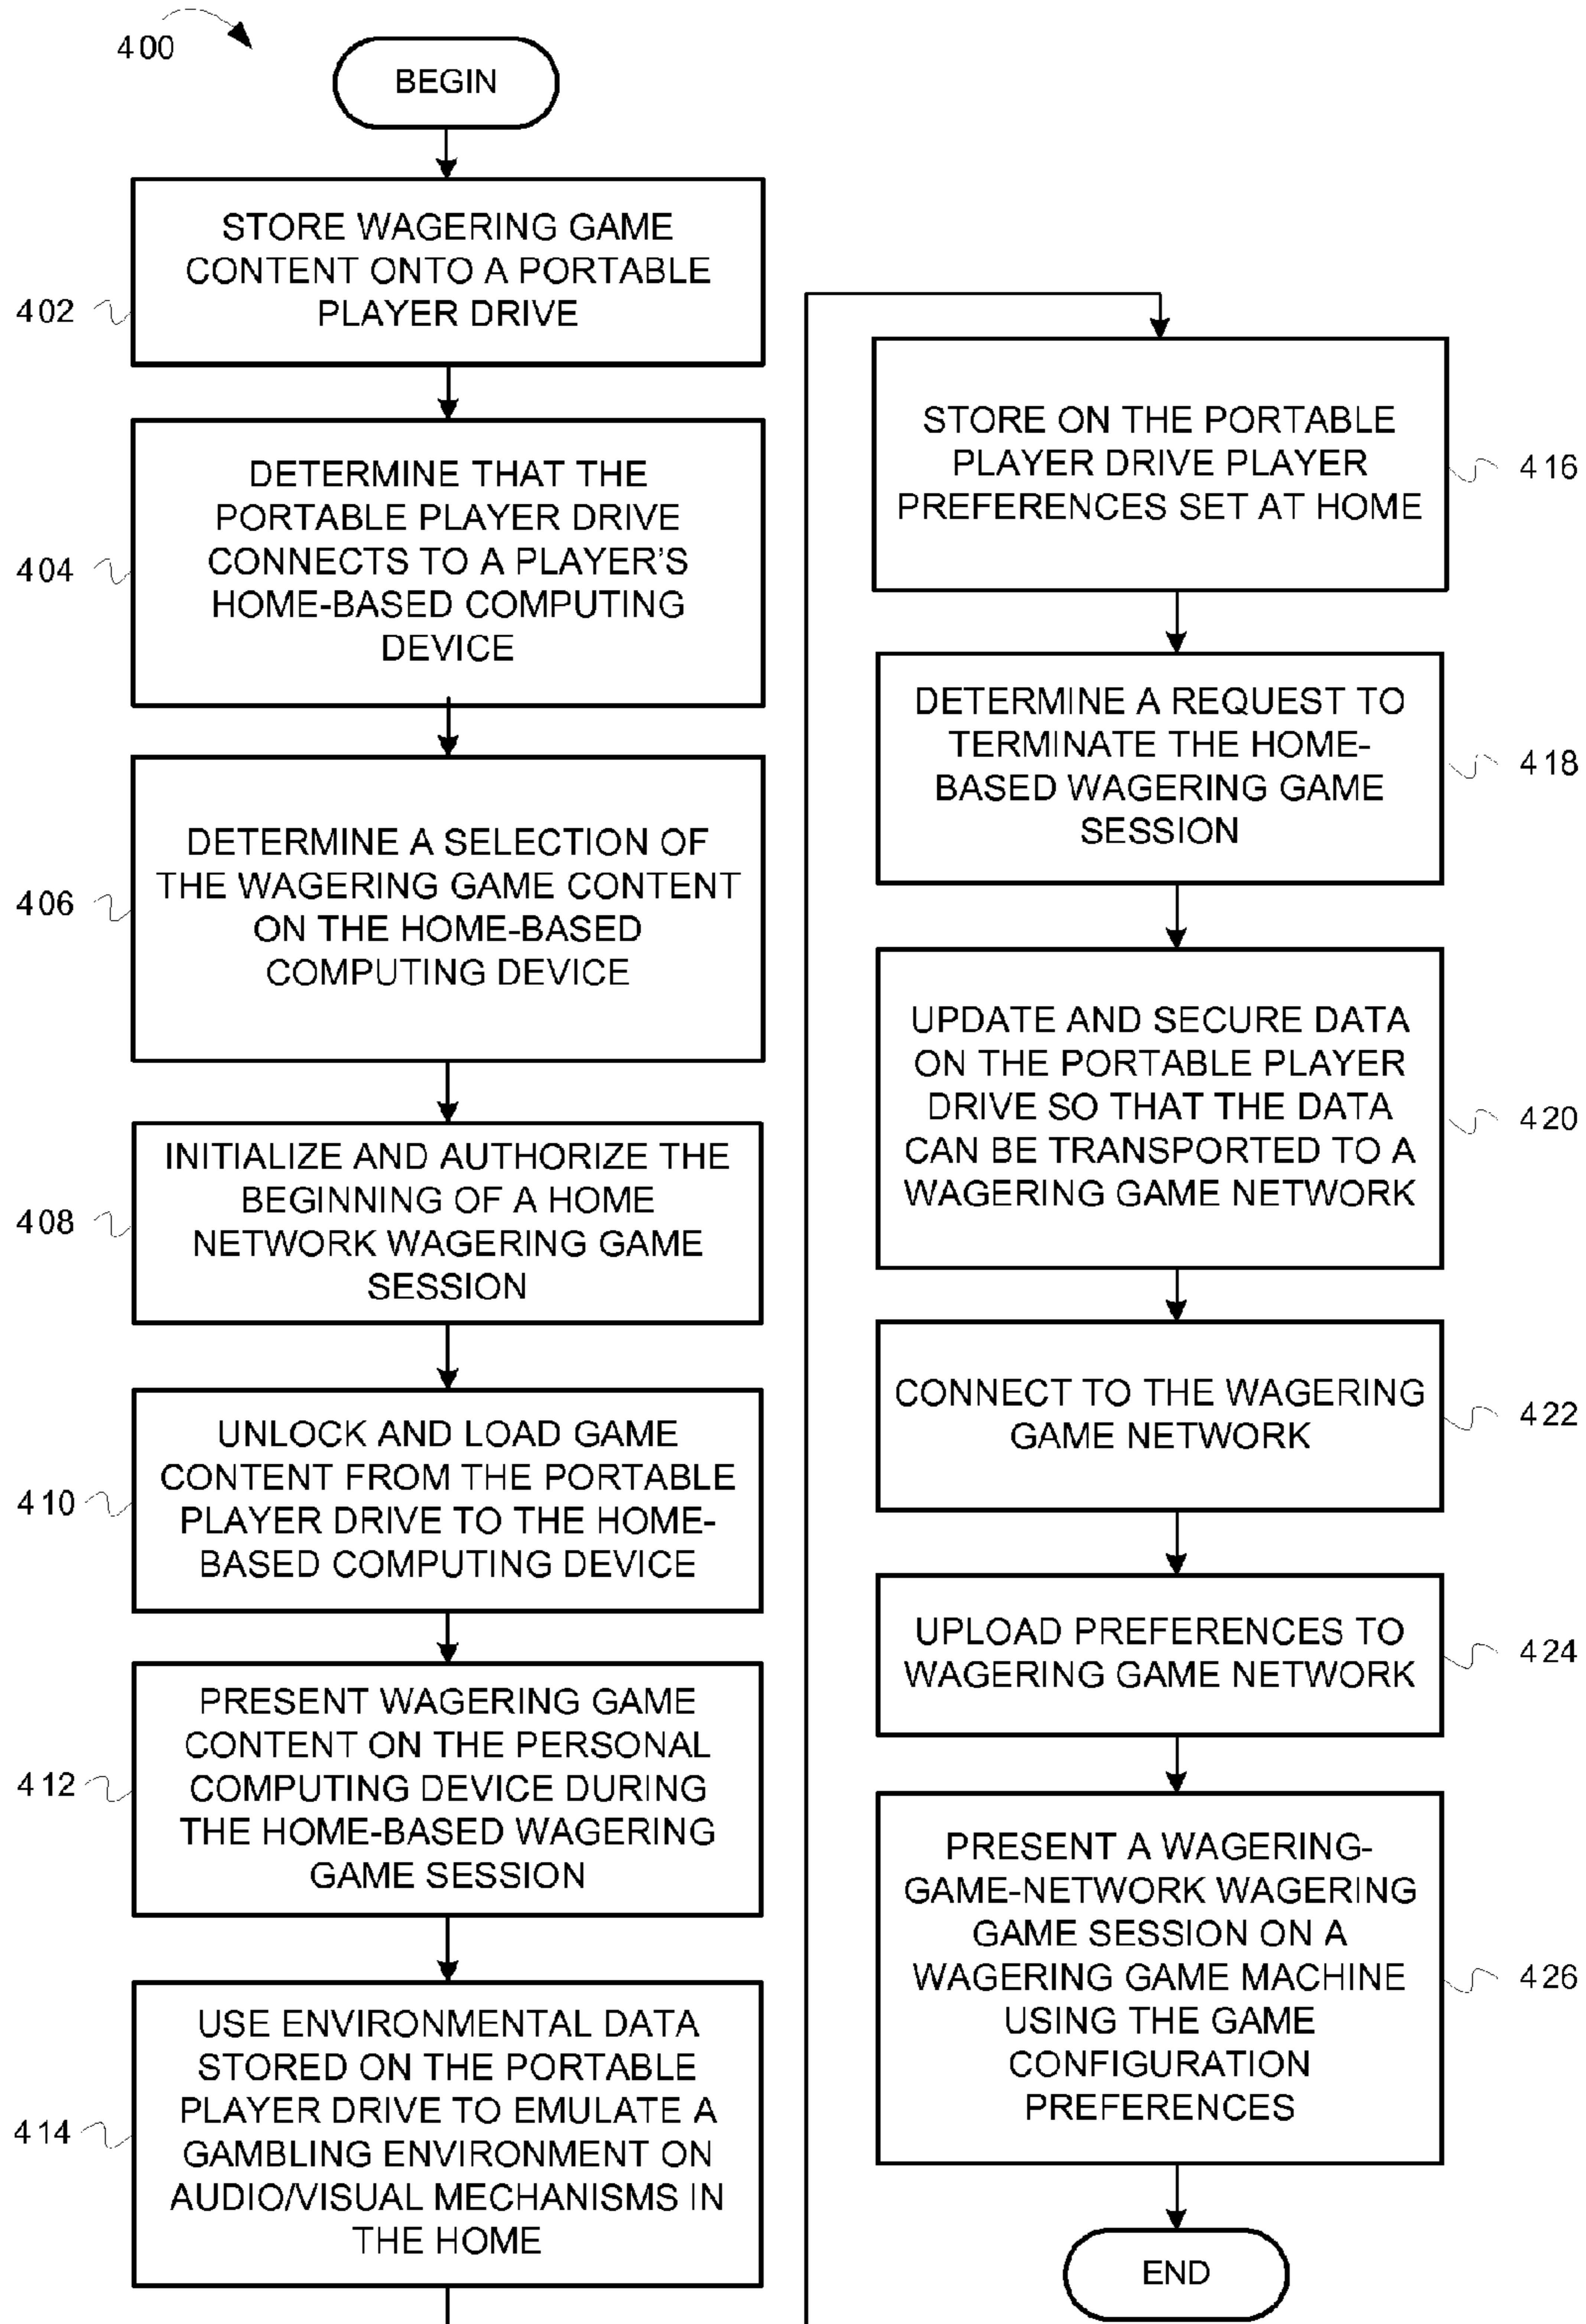 400
BEGIN
STORE WAGERING GAME
CONTENT ONTO A PORTABLE
PLAYER DRIVE
402
DETERMINE THAT THE
PORTABLE PLAYER DRIVE
CONNECTS TO A PLAYER'S
HOME-BASED COMPUTING
DEVICE
404
DETERMINE A SELECTION OF
THE WAGERING GAME CONTENT
ON THE HOME-BASED
COMPUTING DEVICE
406
INITIALIZE AND AUTHORIZE THE
BEGINNING OF A HOME
NETWORK WAGERING GAME
SESSION
408
UNLOCK AND LOAD GAME
CONTENT FROM THE PORTABLE
PLAYER DRIVE TO THE HOME-
BASED COMPUTING DEVICE
410
PRESENT WAGERING GAME
CONTENT ON THE PERSONAL
COMPUTING DEVICE DURING
THE HOME-BASED WAGERING
GAME SESSION
412
USE ENVIRONMENTAL DATA
STORED ON THE PORTABLE
PLAYER DRIVE TO EMULATE A
GAMBLING ENVIRONMENT ON
AUDIO/VISUAL MECHANISMS IN
THE HOME
414
STORE ON THE PORTABLE
PLAYER DRIVE PLAYER
PREFERENCES SET AT HOME
416
DETERMINE A REQUEST TO
TERMINATE THE HOME-
BASED WAGERING GAME
SESSION
418
UPDATE AND SECURE DATA
ON THE PORTABLE PLAYER
DRIVE SO THAT THE DATA
CAN BE TRANSPORTED TO A
WAGERING GAME NETWORK
420
CONNECT TO THE WAGERING
GAME NETWORK
422
UPLOAD PREFERENCES TO
WAGERING GAME NETWORK
424
PRESENT A WAGERING-
GAME-NETWORK WAGERING
GAME SESSION ON A
WAGERING GAME MACHINE
USING THE GAME
CONFIGURATION
PREFERENCES
426
END